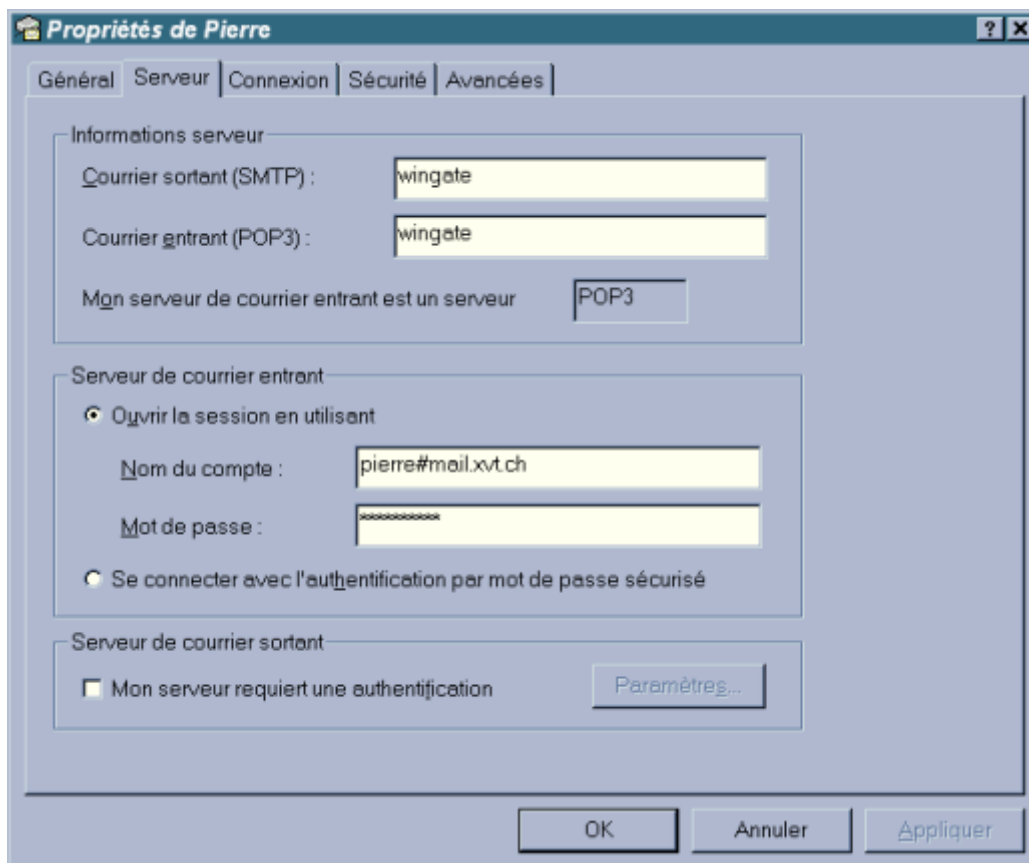 Propriétés de Pierre
Général Serveur Connexion Sécurité Avancées
Informations serveur
Courrier sortant (SMTP) : wingate
Courrier entrant (POP3) : wingate
Mon serveur de courrier entrant est un serveur POP3
Serveur de courrier entrant
Ouvrir la session en utilisant
Nom du compte : pierre#mail.xvt.ch
Mot de passe : ***********
Se connecter avec l'authentification par mot de passe sécurisé
Serveur de courrier sortant
Mon serveur requiert une authentification Paramètres...
OK Annuler Appliquer